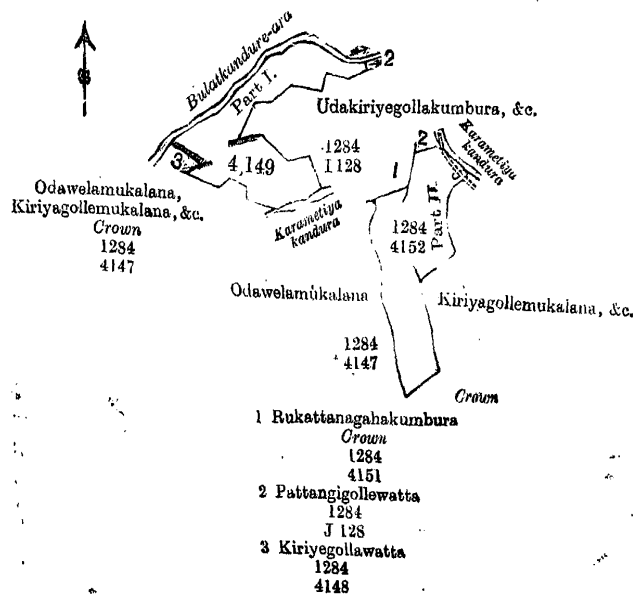 2
Bulatkundure-ara
Part I.
Udakiriyegollakumbura, &c.
2
Karametiya
kandura
3
4,149
1284
I 128
1
Odawelamukalana,
Kiriyagollemukalana, &c.
Crown
1284
4147
Karametiya
kandura
1284
4152
Part II.
Odawelamukalana
Kiriyagollemukalana, &c.
1284
4147
Crown
1 Rukattanagahakumbura
Crown
1284
4151
2 Pattangigollewatta
1284
J 128
3 Kiriyegollawatta
1284
4148